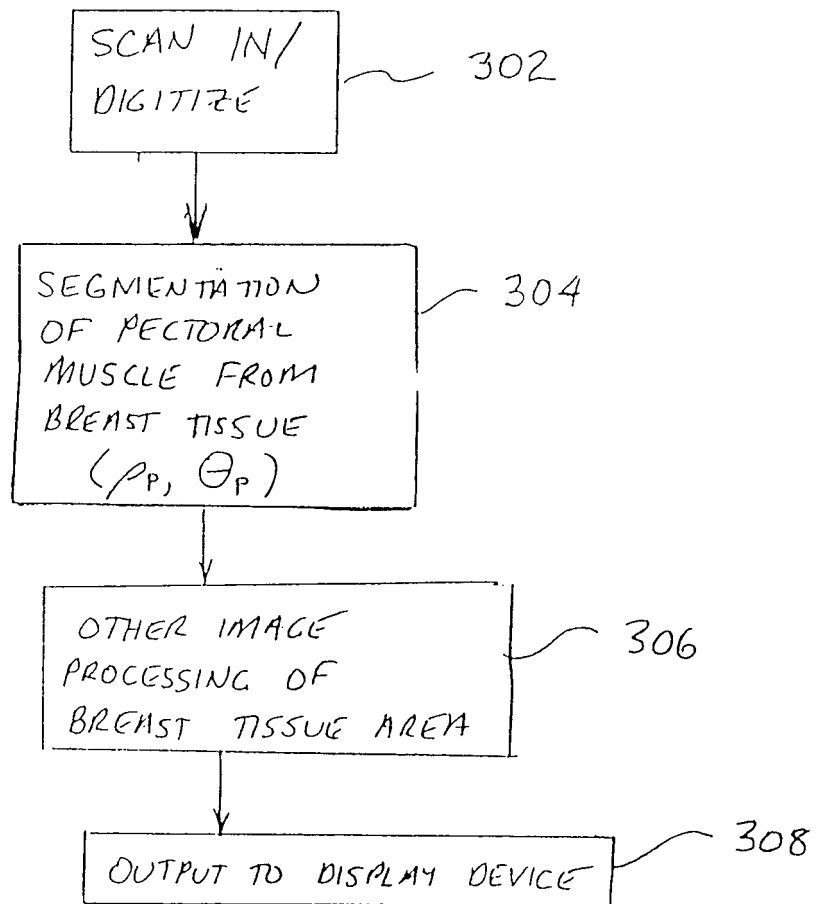 SCAN IN/
DIGITIZE
302
SEGMENTATION
OF PECTORAL
MUSCLE FROM
BREAST TISSUE
(ρP, θP)
304
OTHER IMAGE
PROCESSING OF
BREAST TISSUE AREA
306
OUTPUT TO DISPLAY DEVICE
308